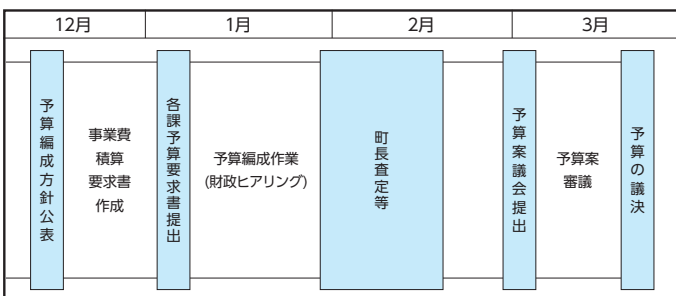 12月
1月
2月
3月
予算編成方針公表
事業費
積算
要求書
作成
各課予算要求書提出
予算編成作業
(財政ヒアリング)
町長査定等
予算案議会提出
予算案
審議
予算の議決